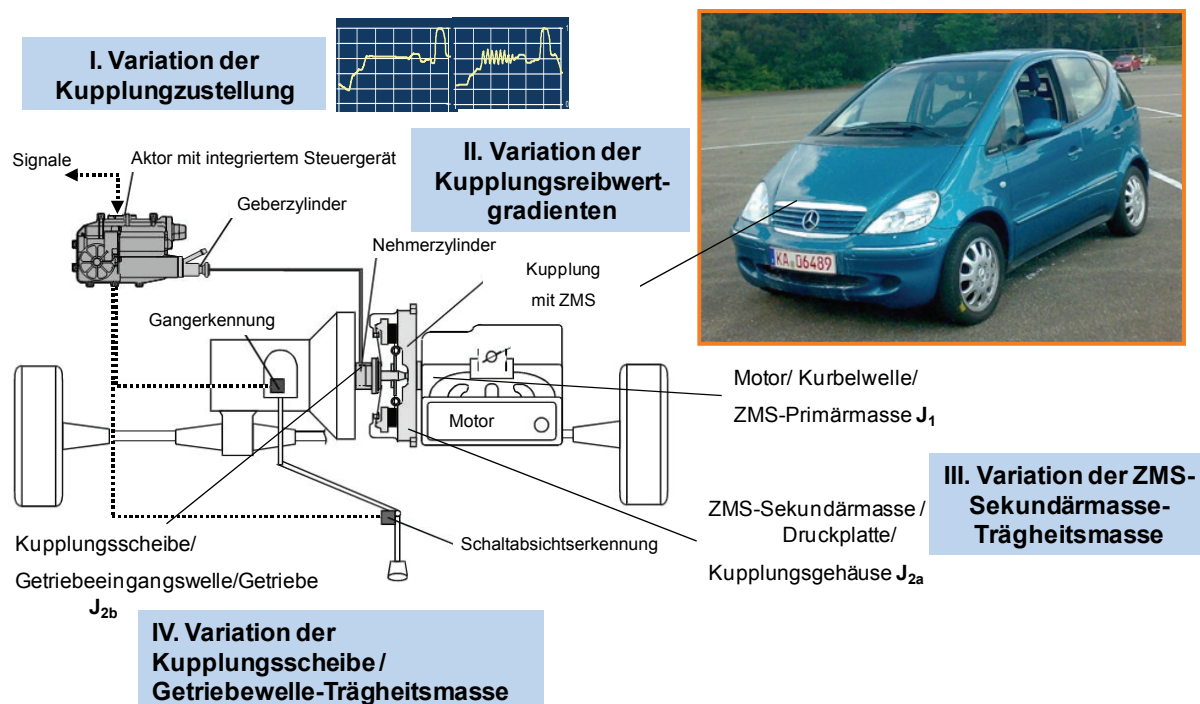 I. Variation der
Kupplungzustellung
1
0
Signale
Aktor mit integriertem Steuergerät
Geberzylinder
II. Variation der
Kupplungsreibwert-
gradienten
Nehmerzylinder
Kupplung
mit ZMS
KA 06489
Gangerkennung
Motor
Motor/ Kurbelwelle/
ZMS-Primärmasse J1
III. Variation der ZMS-
Sekundärmasse-
Trägheitsmasse
ZMS-Sekundärmasse /
Druckplatte/
Kupplungsgehäuse J2a
Schaltabsichtserkennung
Kupplungsscheibe/
Getriebeeingangswelle/Getriebe
J2b
IV. Variation der
Kupplungsscheibe /
Getriebewelle-Trägheitsmasse